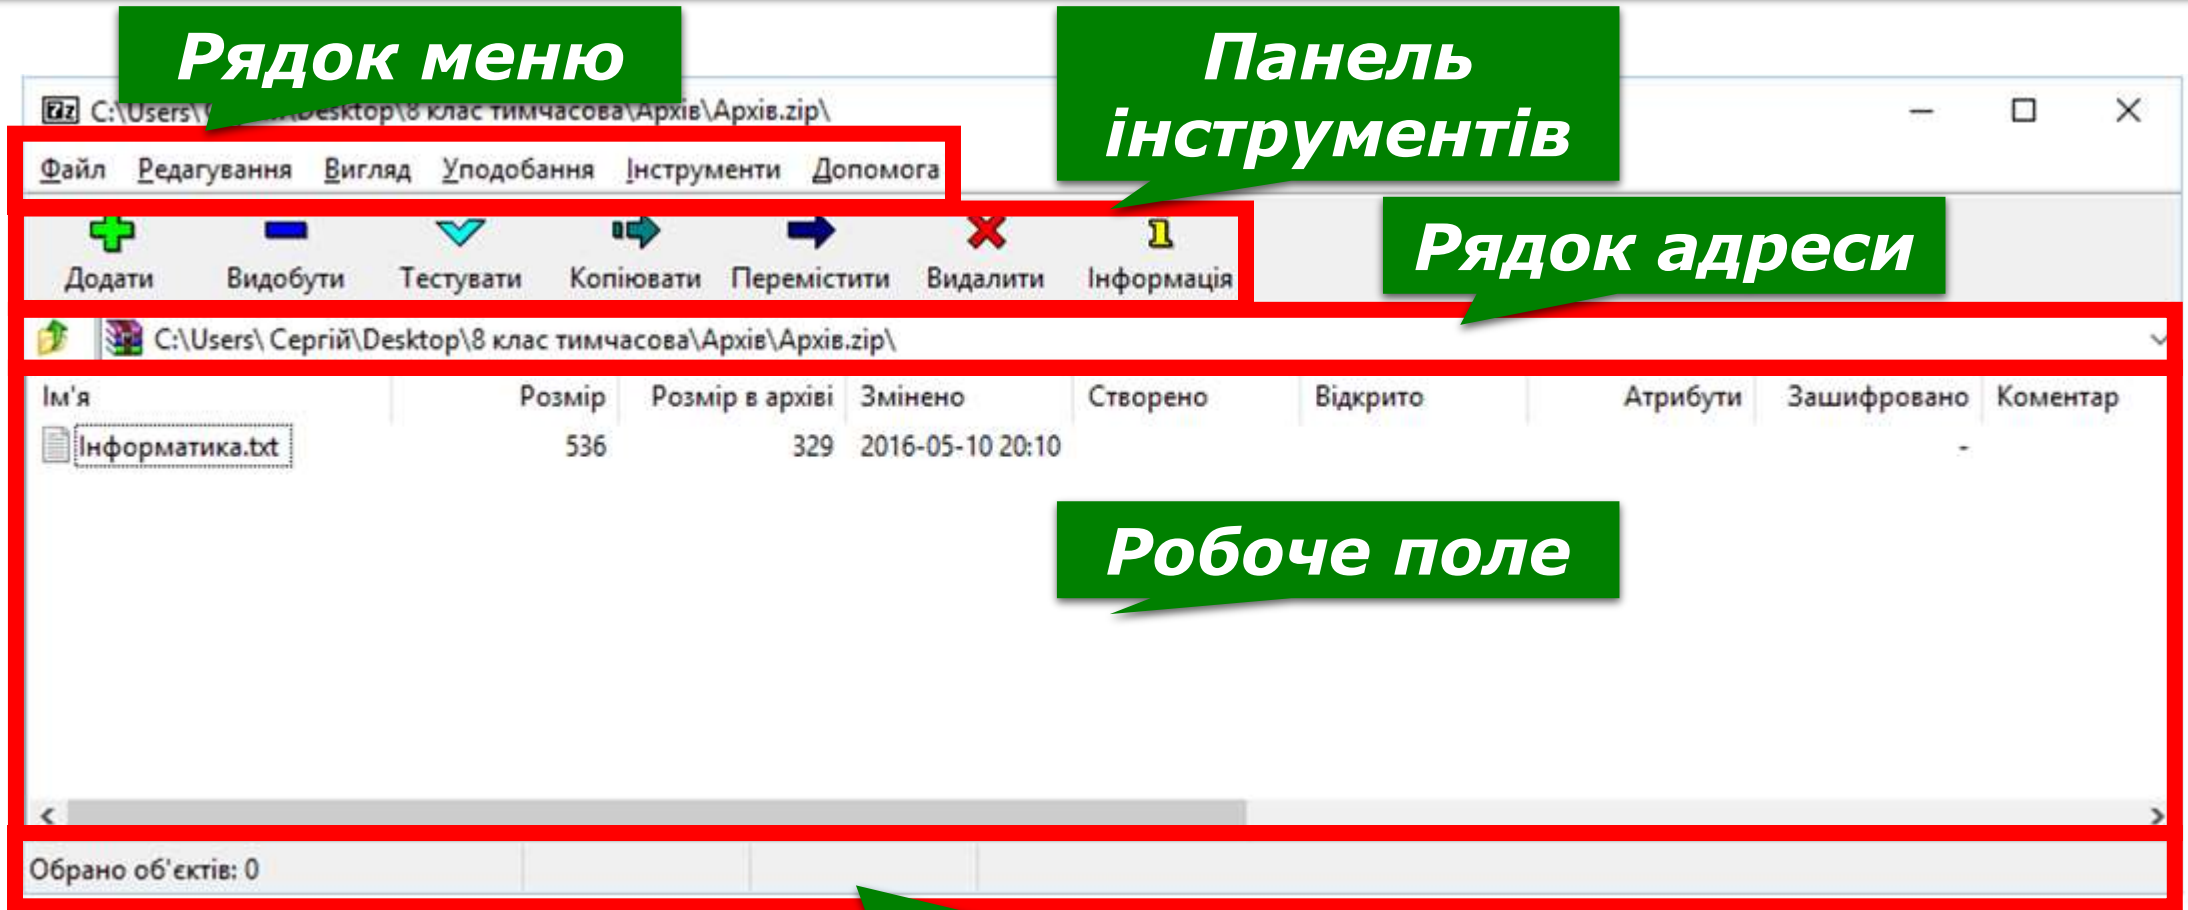 Рядок меню
Панель
інструментів
C:\Users\ Desktop\8 клас тимчасова\Архів\Архів.zip\
Файл Редагування Вигляд Уподобання Інструменти Допомога
Додати Видобути Тестувати Копіювати Перемістити Видалити Інформація
Рядок адреси
C:\Users\ Сергій\Desktop\8 клас тимчасова\Архів\Архів.zip\
Ім'я Розмір Розмір в архіві Змінено Створено Відкрито Атрибути Зашифровано Коментар
Інформатика.txt 536 329 2016-05-10 20:10 -
Робоче поле
Обрано об'єктів: 0